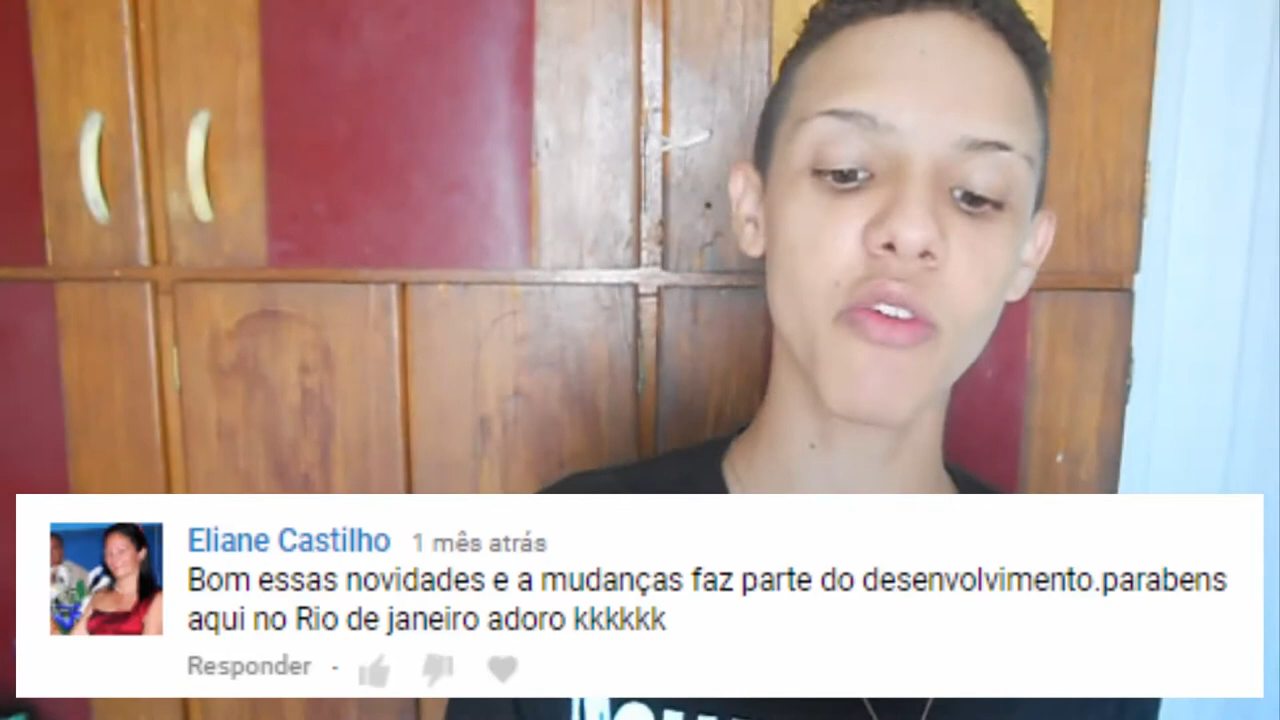 Eliane Castilho 1 mês atrás
Bom essas novidades e a mudanças faz parte do desenvolvimento.parabens
aqui no Rio de janeiro adoro kkkkkk
Responder